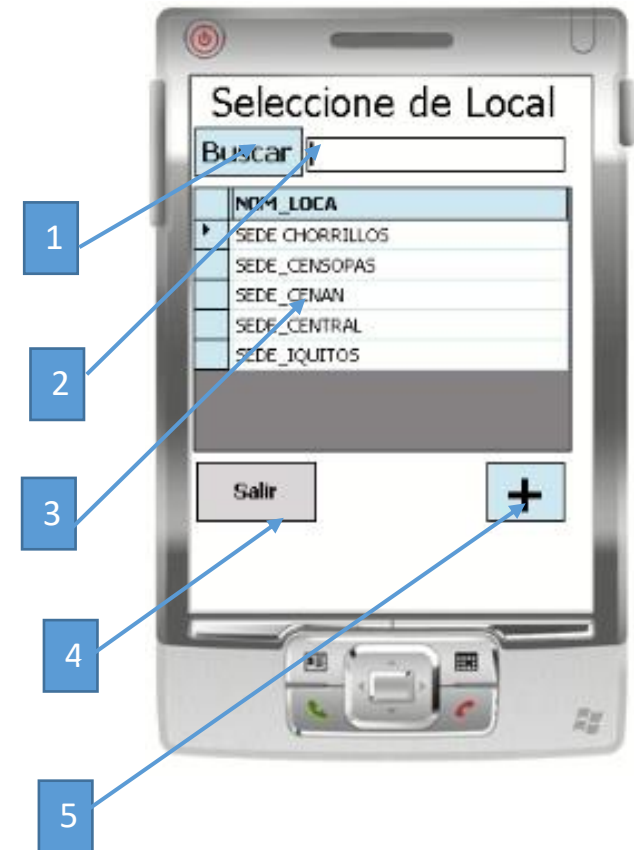 Seleccione de Local
Buscar
NOM_LOCA
SEDE CHORRILLOS
SEDE_CENSOPAS
SEDE_CENAN
SEDE_CENTRAL
SEDE_IQUITOS
Salir
+
1
2
3
4
5